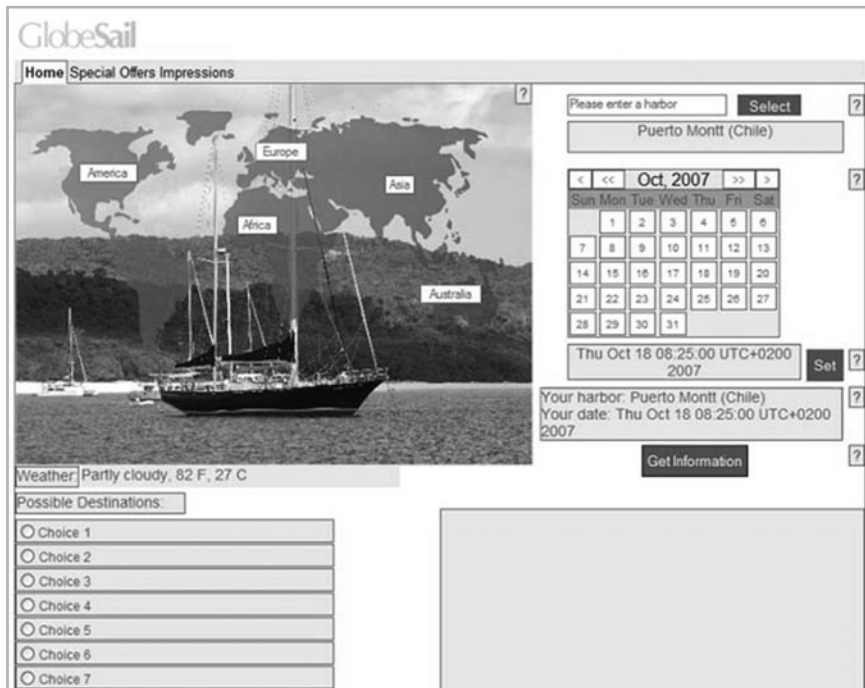 GlobeSail
Home Special Offers Impressions
?
America
Europe
Asia
Africa
Australia
Please enter a harbor Select ?
Puerto Montt (Chile)
< << Oct, 2007 >> > ?
Sun Mon Tue Wed Thu Fri Sat
1 2 3 4 5 6
7 8 9 10 11 12 13
14 15 16 17 18 19 20
21 22 23 24 25 26 27
28 29 30 31
Thu Oct 18 08:25:00 UTC+0200
2007
Set ?
Your harbor: Puerto Montt (Chile)
Your date: Thu Oct 18 08:25:00 UTC+0200
2007
?
Get Information ?
Weather: Partly cloudy, 82 F, 27 C
Possible Destinations:
Choice 1
Choice 2
Choice 3
Choice 4
Choice 5
Choice 6
Choice 7